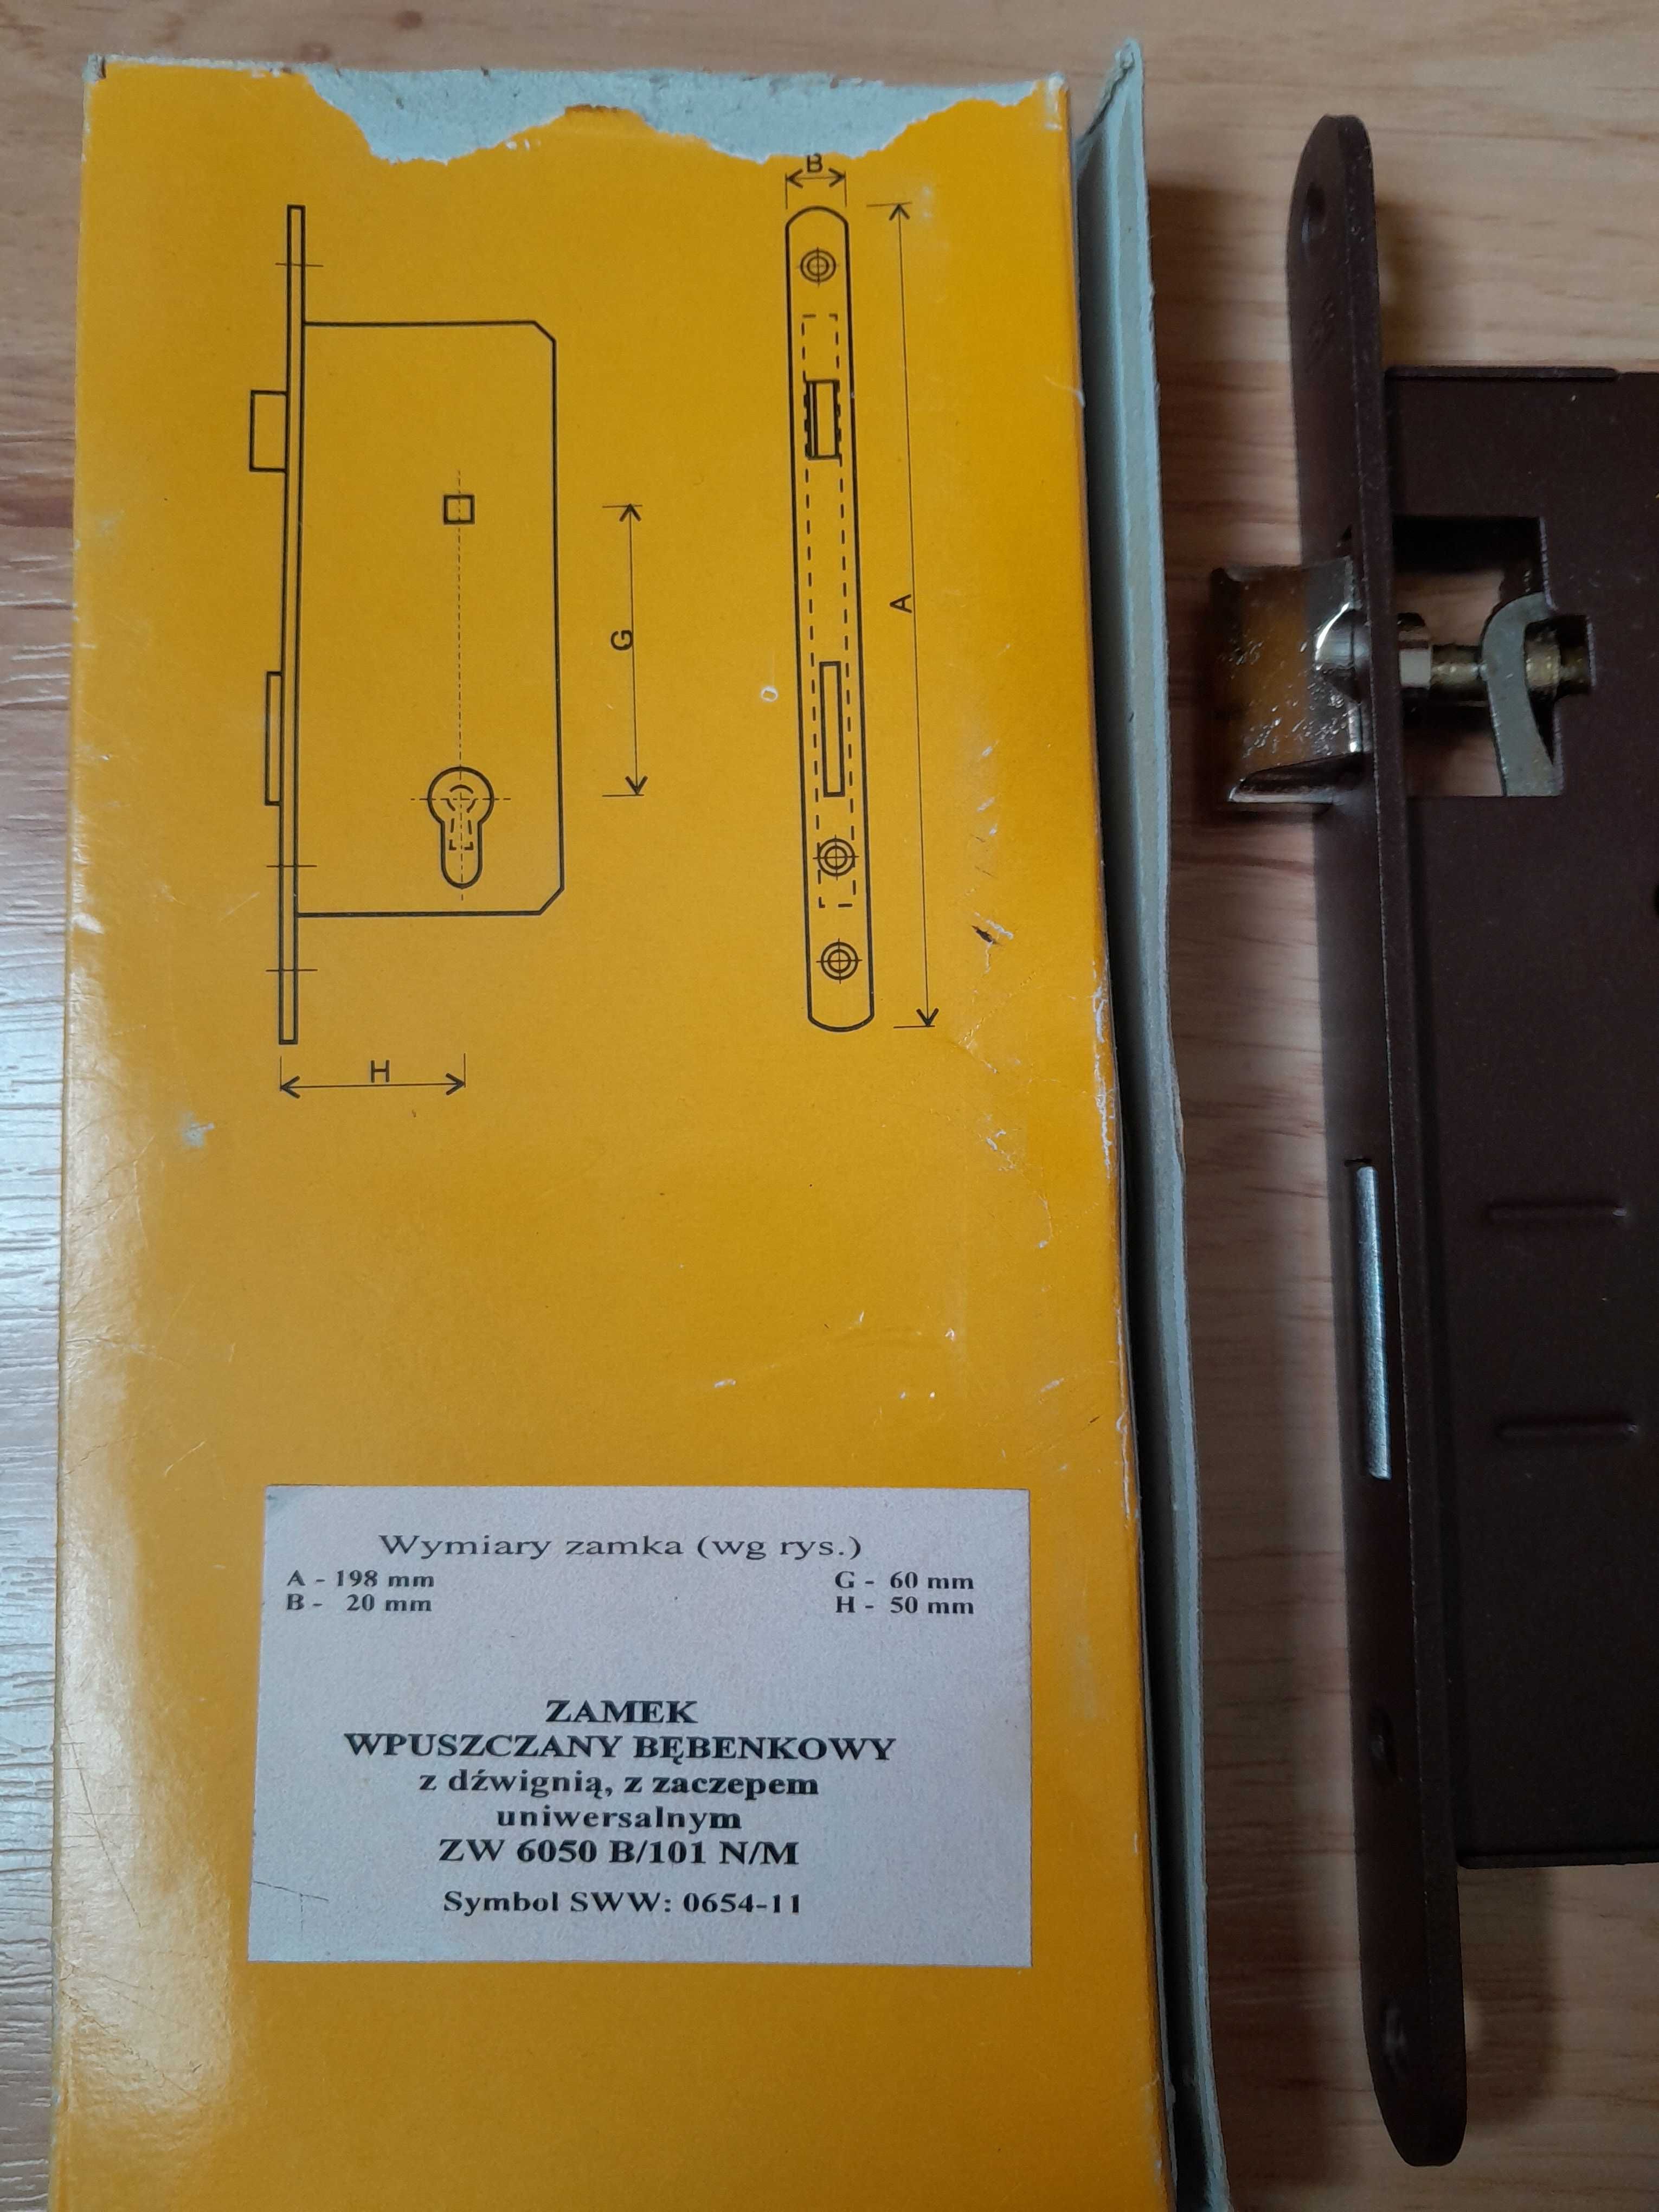 B
A
G
H
Wymiary zamka (wg rys.)
A - 198 mm G - 60 mm
B - 20 mm H - 50 mm
ZAMEK
WPUSZCZANY BĘBENKOWY
z dźwignią, z zaczepem
uniwersalnym
ZW 6050 B/101 N/M
Symbol SWW: 0654-11